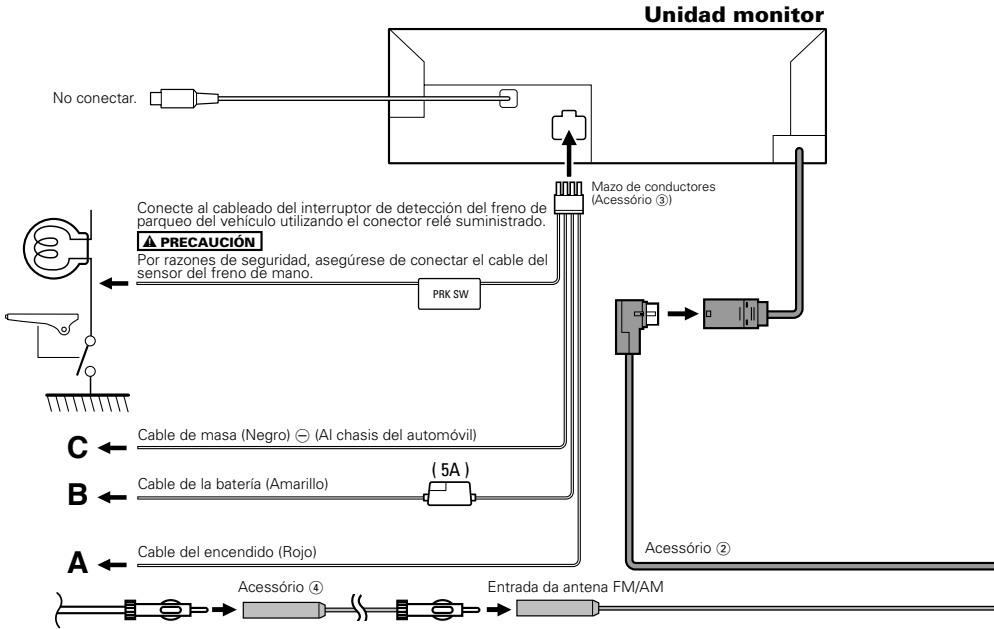 Unidad monitor
No conectar.
Mazo de conductores
(Acessório ③)
Conecte al cableado del interruptor de detección del freno de
parqueo del vehículo utilizando el conector relé suministrado.
⚠ PRECAUCIÓN
Por razones de seguridad, asegúrese de conectar el cable del
sensor del freno de mano.
PRK SW
C
Cable de masa (Negro) ⊖ (Al chasis del automóvil)
( 5A )
B
Cable de la batería (Amarillo)
A
Cable del encendido (Rojo)
Acessório ②
Acessório ④
Entrada da antena FM/AM